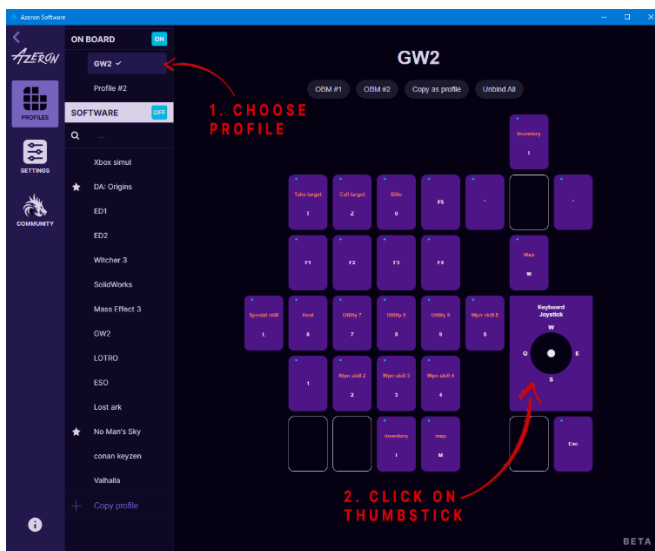 Azeron Software
AZERON
ON BOARD ON
GW2
Profile #2
SOFTWARE OFF
...
Xbox simul
DA: Origins
ED1
ED2
Witcher 3
SolidWorks
Mass Effect 3
GW2
LOTRO
ESO
Lost ark
No Man's Sky
conan keyzen
Valhalla
Copy profile
PROFILES
SETTINGS
COMMUNITY
GW2
OBM #1 OBM #2 Copy as profile Unbind All
1. CHOOSE
PROFILE
Inventory
I
Take target Call target Elite
T Z 0 F5
F1 F2 F3 F4
Map
M
Special skill Heal Utility 7 Utility 8 Utility 9 Wpn skill 5
L 6 7 8 9 5
Keyboard
Joystick
W
Q E
S
Wpn skill 2 Wpn skill 3 Wpn skill 4
1 2 3 4
Inventory map
I M
Esc
2. CLICK ON
THUMBSTICK
BETA